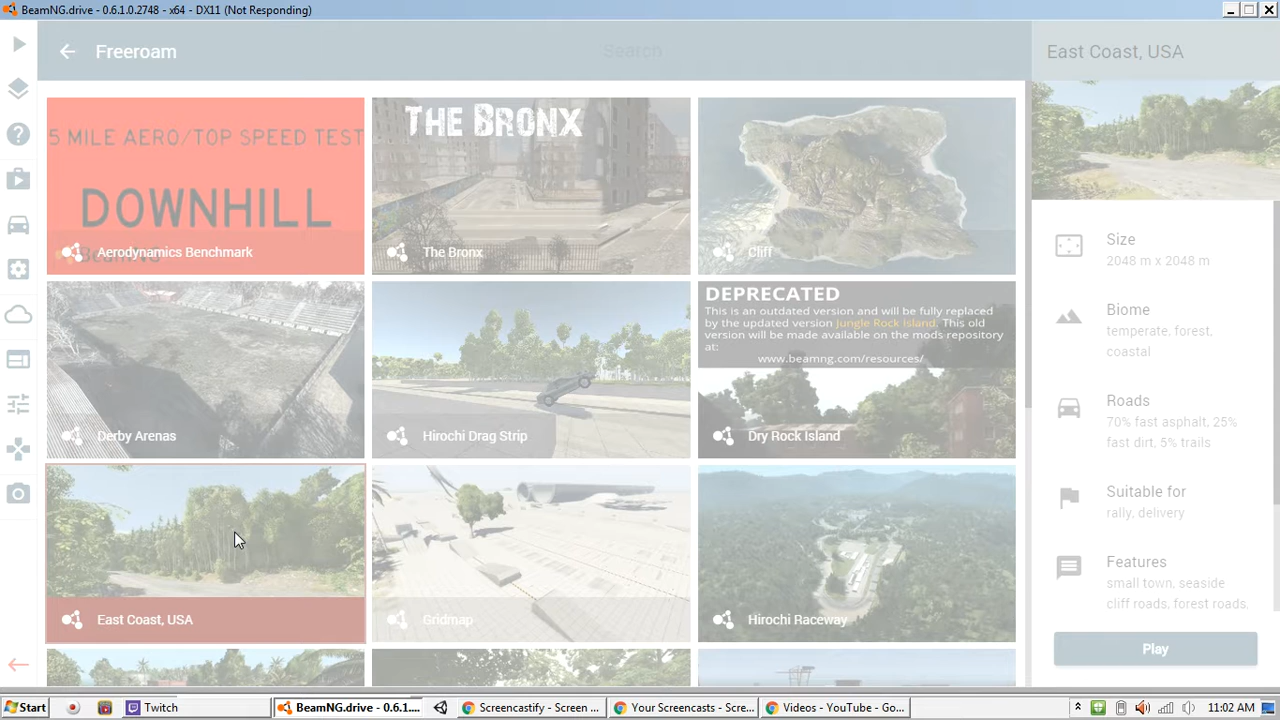 BeamNG.drive - 0.6.1.0.2748 - x64 - DX11 (Not Responding)
Freeroam
Search
East Coast, USA
5 MILE AERO/TOP SPEED TEST
DOWNHILL
BeamNG
Aerodynamics Benchmark
THE BRONX
The Bronx
Cliff
Derby Arenas
Hirochi Drag Strip
DEPRECATED
This is an outdated version and will be fully replaced
by the updated version Jungle Rock Island. This old
version will be made available on the mods repository
at:
www.beamng.com/resources/
Dry Rock Island
East Coast, USA
Gridmap
Hirochi Raceway
Size
2048 m x 2048 m
Biome
temperate, forest,
coastal
Roads
70% fast asphalt, 25%
fast dirt, 5% trails
Suitable for
rally, delivery
Features
small town, seaside
cliff roads, forest roads,
Play
Start
Twitch
BeamNG.drive - 0.6.1....
Screencastify - Screen ...
Your Screencasts - Scre...
Videos - YouTube - Go...
11:02 AM